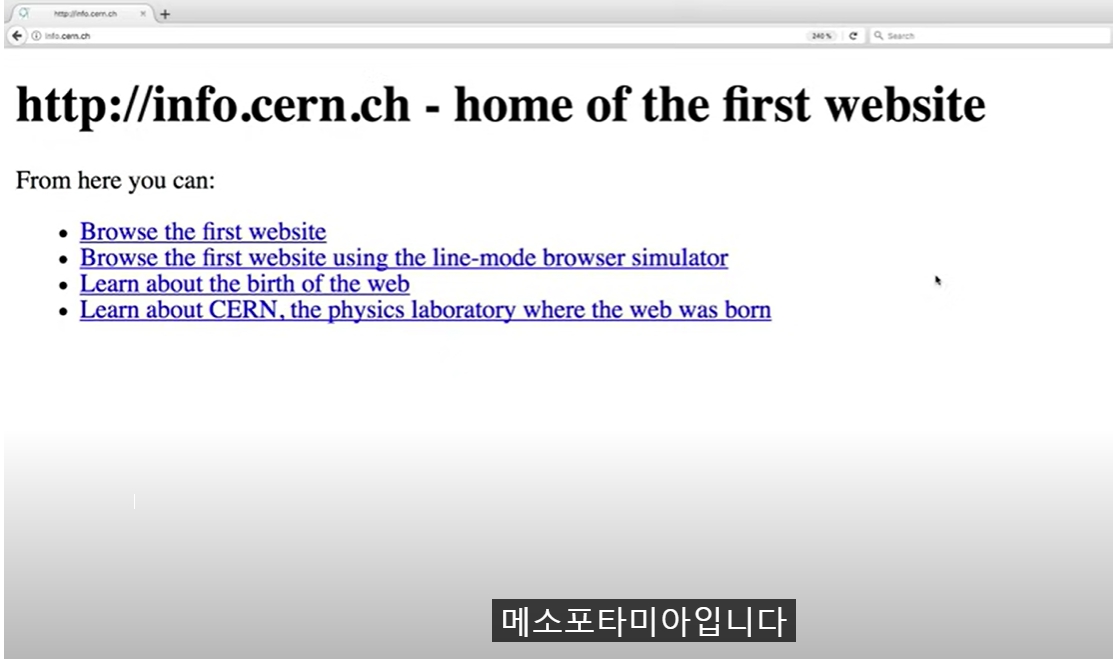 http://info.cern.ch
info.cern.ch
240%
Search
http://info.cern.ch - home of the first website
From here you can:
Browse the first website
Browse the first website using the line-mode browser simulator
Learn about the birth of the web
Learn about CERN, the physics laboratory where the web was born
메소포타미아입니다